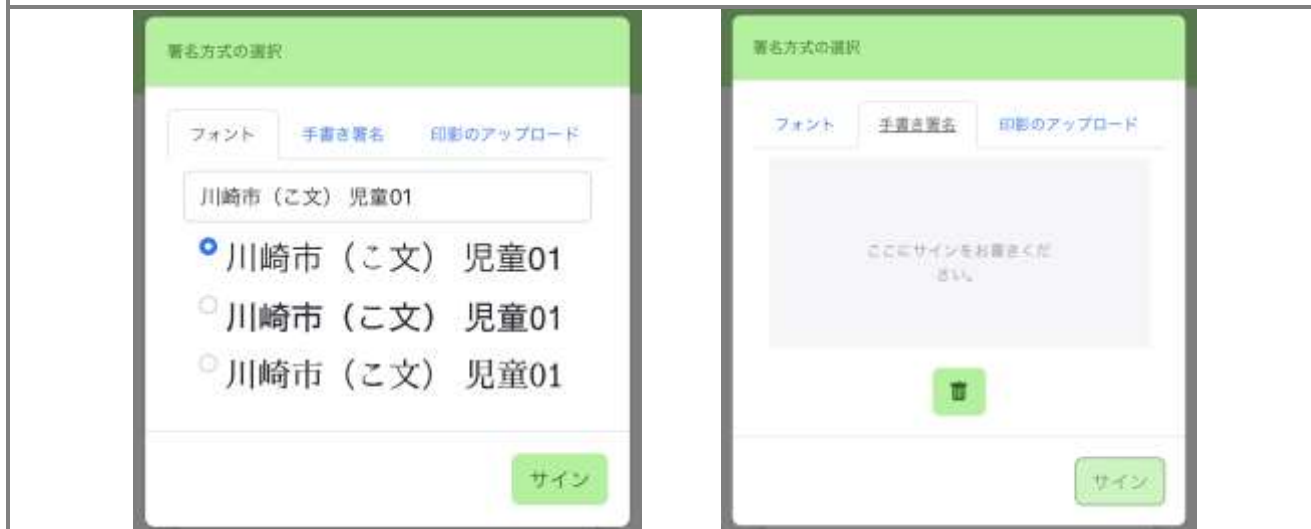 署名方式の選択
フォント 手書き署名 印影のアップロード
川崎市（こ文） 児童01
川崎市（こ文） 児童01
川崎市（こ文） 児童01
川崎市（こ文） 児童01
サイン
署名方式の選択
フォント 手書き署名 印影のアップロード
ここにサインをお書きくだ
さい。
サイン